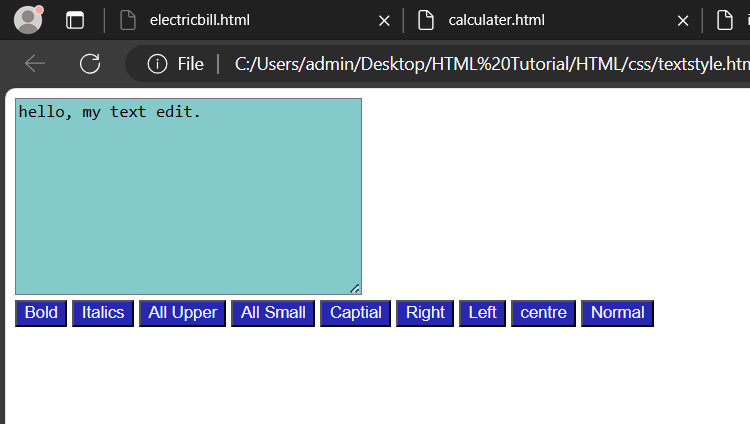 electricbill.html calculater.html
File C:/Users/admin/Desktop/HTML%20Tutorial/HTML/css/textstyle.htm
hello, my text edit.
Bold Italics All Upper All Small Captial Right Left centre Normal